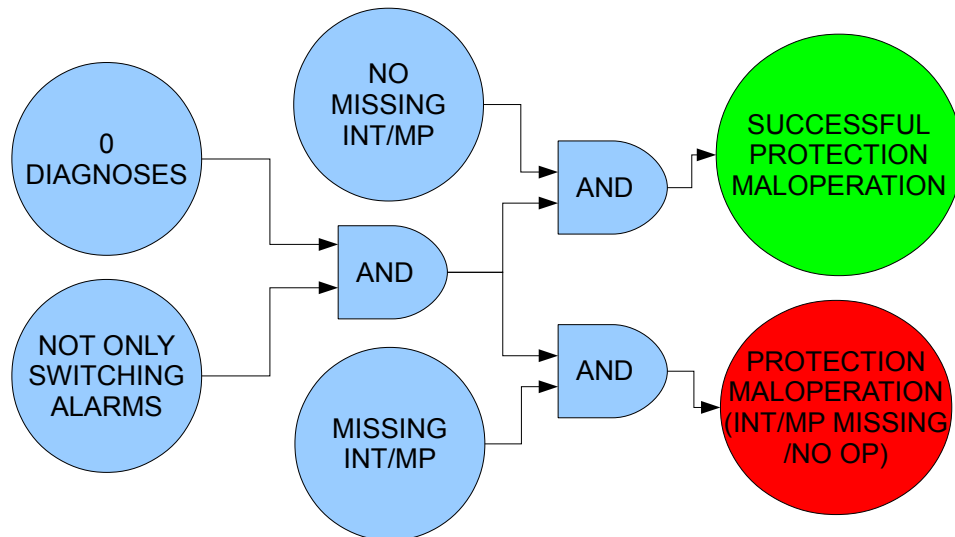 0
DIAGNOSES
NOT ONLY
SWITCHING
ALARMS
AND
NO
MISSING
INT/MP
MISSING
INT/MP
AND
AND
SUCCESSFUL
PROTECTION
MALOPERATION
PROTECTION
MALOPERATION
(INT/MP MISSING
/NO OP)